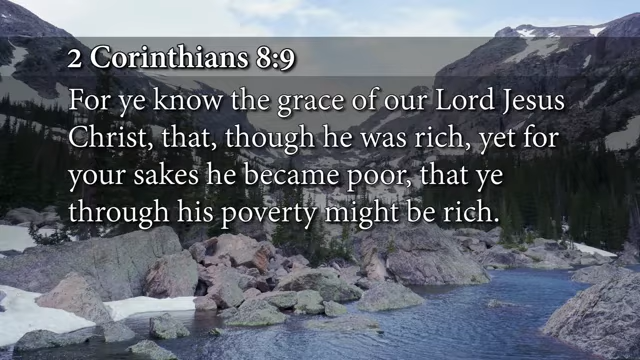 2 Corinthians 8:9
For ye know the grace of our Lord Jesus
Christ, that, though he was rich, yet for
your sakes he became poor, that ye
through his poverty might be rich.